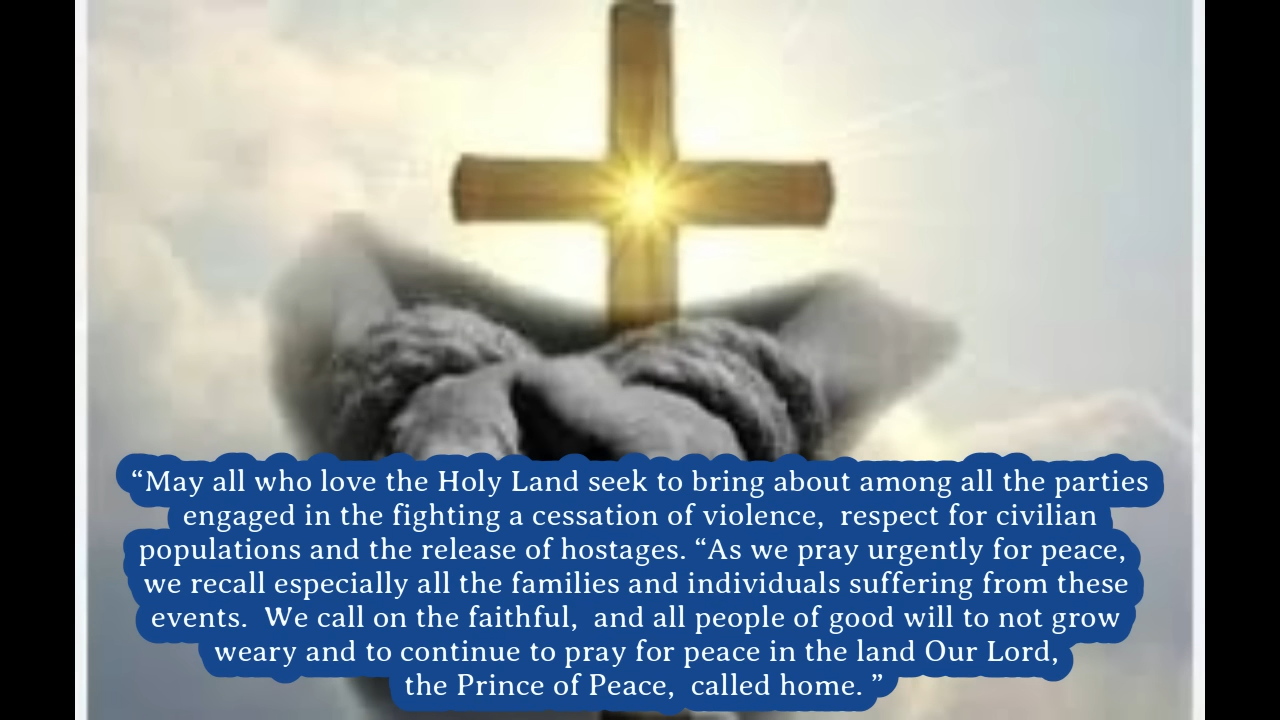 “May all who love the Holy Land seek to bring about among all the parties
engaged in the fighting a cessation of violence, respect for civilian
populations and the release of hostages. “As we pray urgently for peace,
we recall especially all the families and individuals suffering from these
events. We call on the faithful, and all people of good will to not grow
weary and to continue to pray for peace in the land Our Lord,
the Prince of Peace, called home. ”